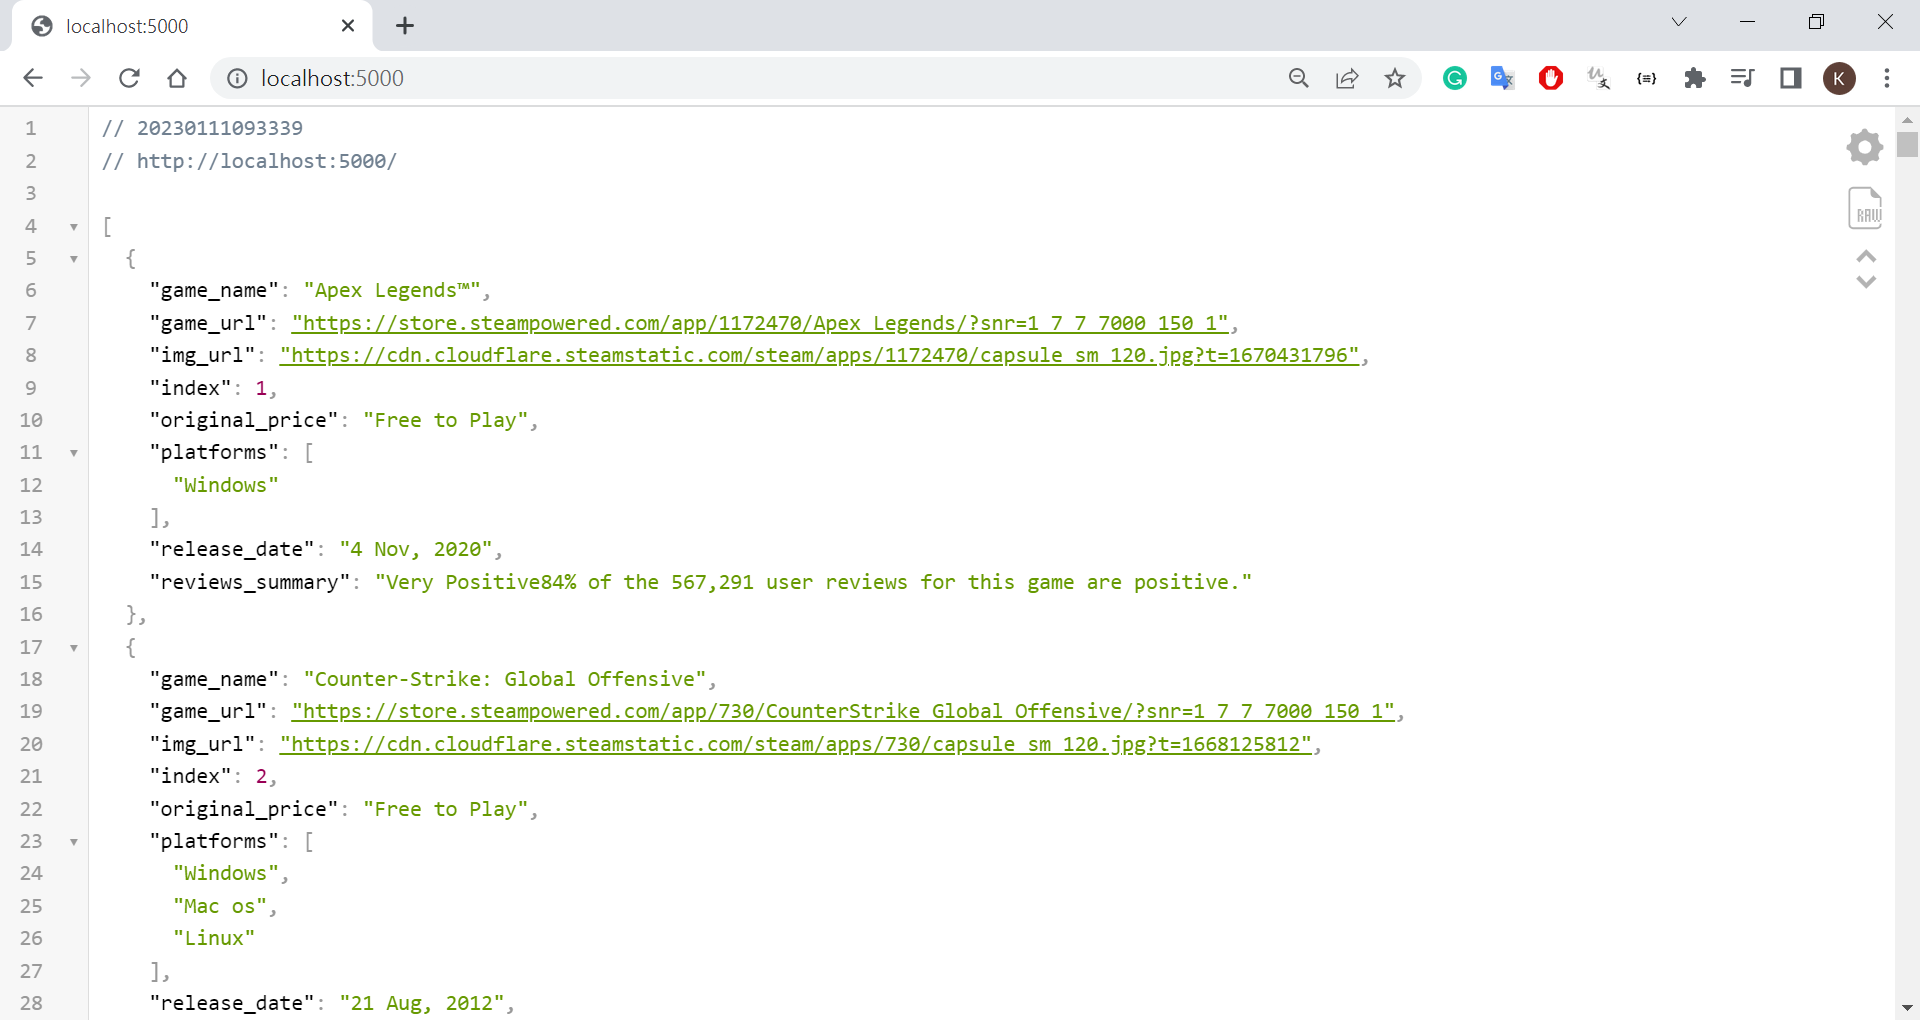 localhost:5000
localhost:5000
K
1 // 20230111093339
2 // http://localhost:5000/
3
4 [
5 {
6 "game_name": "Apex Legends™",
7 "game_url": "https://store.steampowered.com/app/1172470/Apex_Legends/?snr=1_7_7_7000_150_1",
8 "img_url": "https://cdn.cloudflare.steamstatic.com/steam/apps/1172470/capsule_sm_120.jpg?t=1670431796",
9 "index": 1,
10 "original_price": "Free to Play",
11 "platforms": [
12 "Windows"
13 ],
14 "release_date": "4 Nov, 2020",
15 "reviews_summary": "Very Positive84% of the 567,291 user reviews for this game are positive."
16 },
17 {
18 "game_name": "Counter-Strike: Global Offensive",
19 "game_url": "https://store.steampowered.com/app/730/CounterStrike_Global_Offensive/?snr=1_7_7_7000_150_1",
20 "img_url": "https://cdn.cloudflare.steamstatic.com/steam/apps/730/capsule_sm_120.jpg?t=1668125812",
21 "index": 2,
22 "original_price": "Free to Play",
23 "platforms": [
24 "Windows",
25 "Mac os",
26 "Linux"
27 ],
28 "release_date": "21 Aug, 2012",
RAW